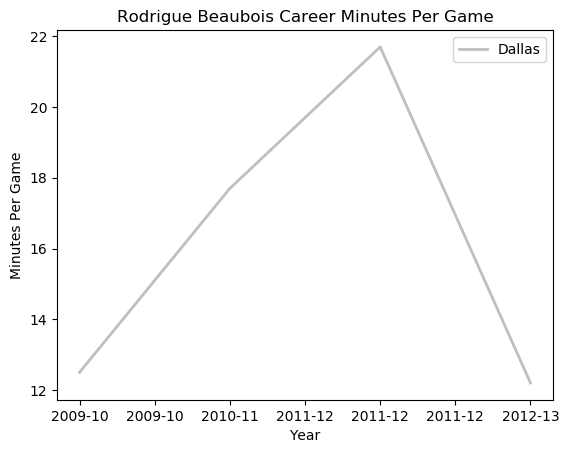 Rodrigue Beaubois Career Minutes Per Game
Dallas
22
20
18
16
14
12
Minutes Per Game
2009-10 2009-10 2010-11 2011-12 2011-12 2011-12 2012-13
Year